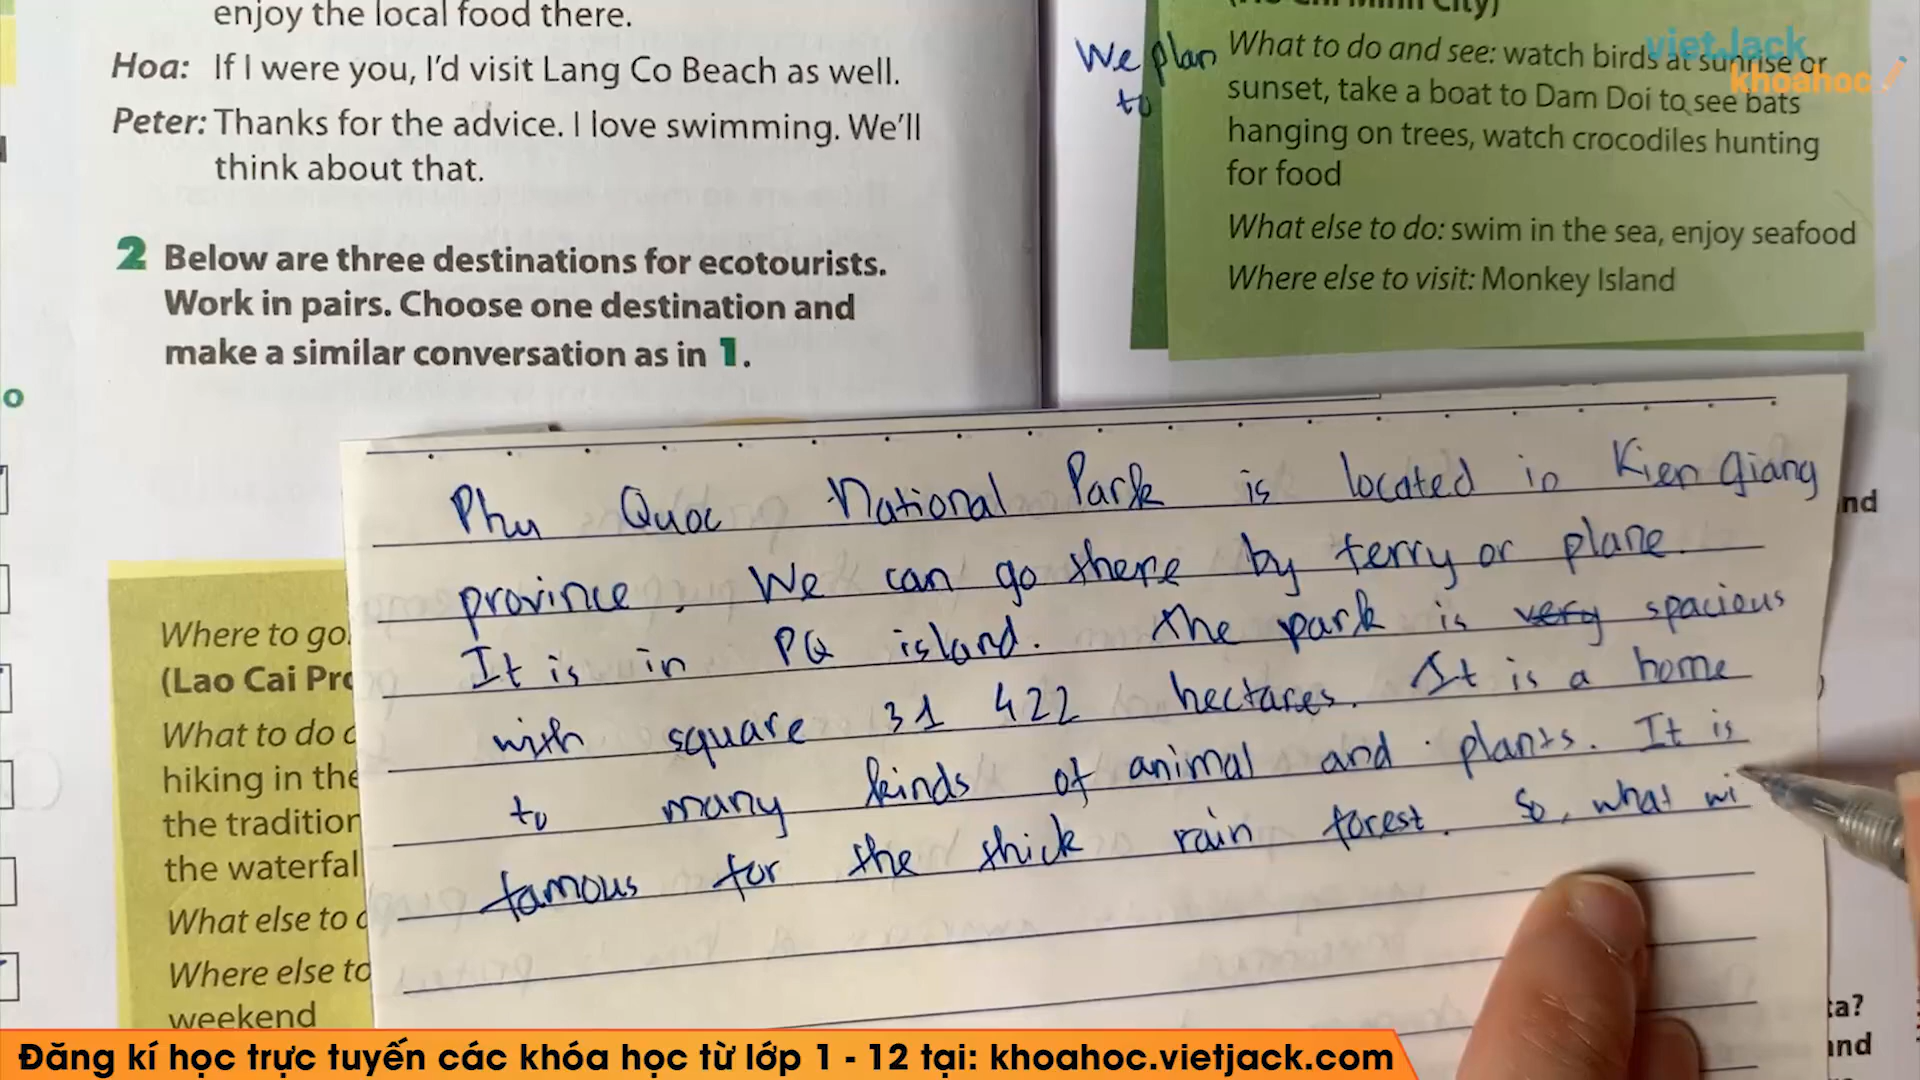 enjoy the local food there.
Hoa: If I were you, I'd visit Lang Co Beach as well.
Peter: Thanks for the advice. I love swimming. We'll
think about that.
2 Below are three destinations for ecotourists.
Work in pairs. Choose one destination and
make a similar conversation as in 1.
We plan
to
What to do and see: watch birds at sunrise or
sunset, take a boat to Dam Doi to see bats
hanging on trees, watch crocodiles hunting
for food
What else to do: swim in the sea, enjoy seafood
Where else to visit: Monkey Island
vietJack
khoahoc
Phu Quoc National Park is located in Kien Giang
province. We can go there by ferry or plane.
It is in PQ island. The park is very spacious
with square 31 422 hectares. It is a home
to many kinds of animal and plants. It is
famous for the thick rain forest. So, what wi
Where to go
(Lao Cai Pro
What to do
hiking in the
the tradition
the waterfal
What else to
Where else to
weekend
nd
ta?
and
Đăng kí học trực tuyến các khóa học từ lớp 1 - 12 tại: khoahoc.vietjack.com